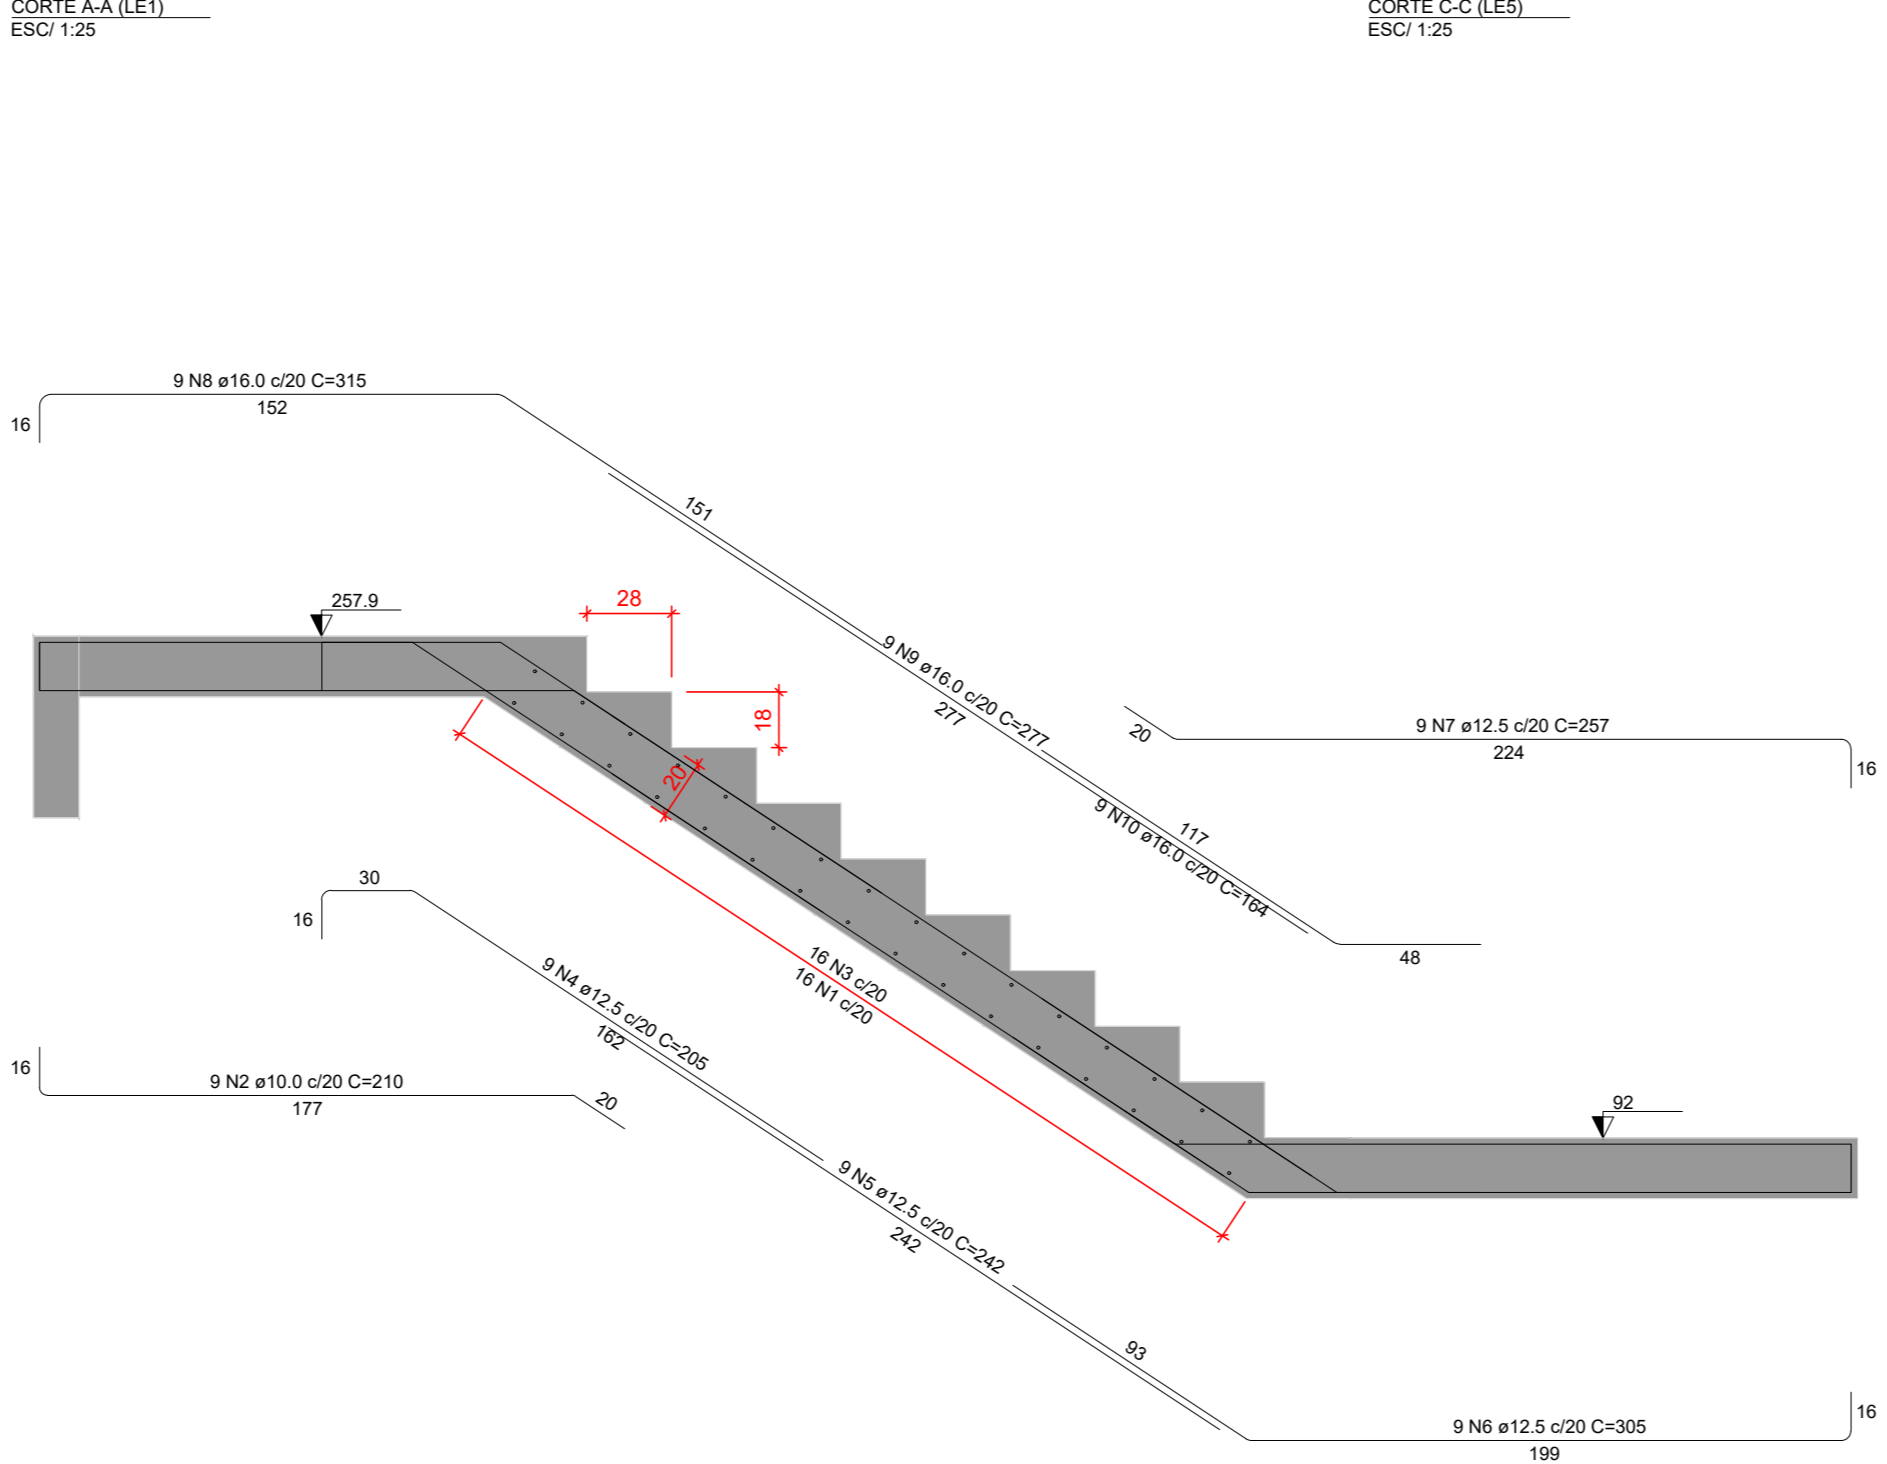 CORTE A-A (LE1)
ESC/ 1:25
CORTE C-C (LE5)
ESC/ 1:25
9 N8 ø16.0 c/20 C=315
152
16
151
257.9
28
18
20
9 N9 ø16.0 c/20 C=277
277
20
9 N7 ø12.5 c/20 C=257
224
16
117
9 N10 ø16.0 c/20 C=164
48
30
16
16 N3 c/20
16 N1 c/20
9 N4 ø12.5 c/20 C=205
162
16
9 N2 ø10.0 c/20 C=210
177
20
92
9 N5 ø12.5 c/20 C=242
242
93
9 N6 ø12.5 c/20 C=305
199
16